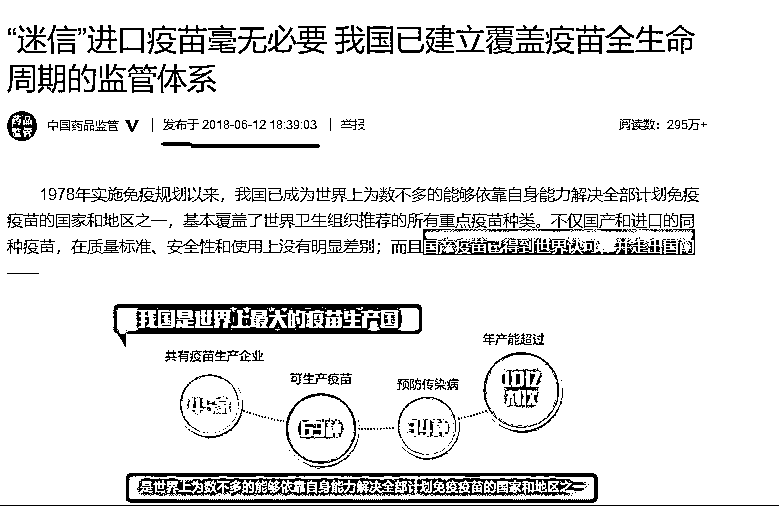 “迷信”进口疫苗毫无必要 我国已建立覆盖疫苗全生命
周期的监管体系
药品
监管
中国药品监管 V | 发布于 2018-06-12 18:39:03 | 举报
阅读数：295万+
1978年实施免疫规划以来，我国已成为世界上为数不多的能够依靠自身能力解决全部计划免疫
疫苗的国家和地区之一，基本覆盖了世界卫生组织推荐的所有重点疫苗种类。不仅国产和进口的同
种疫苗，在质量标准、安全性和使用上没有明显差别；而且国产疫苗已得到世界认可，并走出国门
——
我国是世界上最大的疫苗生产国
共有疫苗生产企业
45家
可生产疫苗
63种
预防传染病
34种
年产能超过
10亿
剂次
是世界上为数不多的能够依靠自身能力解决全部计划免疫疫苗的国家和地区之一